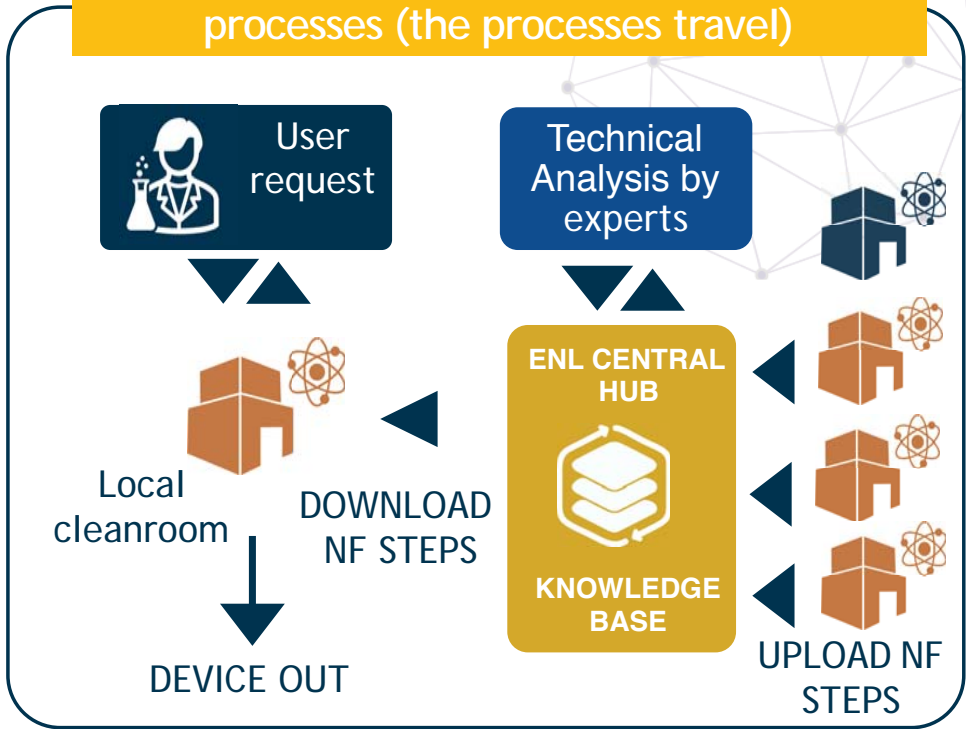 processes (the processes travel)
User
request
Technical
Analysis by
experts
ENL CENTRAL
HUB
KNOWLEDGE
BASE
Local
cleanroom
DOWNLOAD
NF STEPS
DEVICE OUT
UPLOAD NF
STEPS